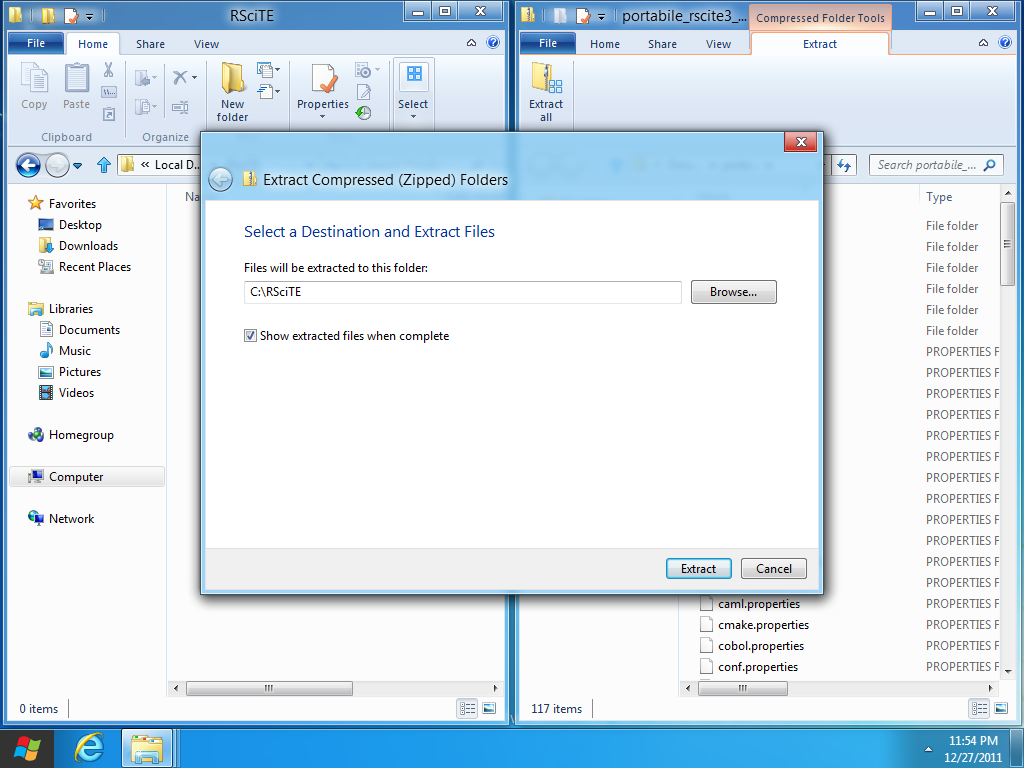 RSciTE
File Home Share View
Copy
Paste
New folder
Properties
Select
Clipboard
Organize
« Local D...
Favorites
Desktop
Downloads
Recent Places
Libraries
Documents
Music
Pictures
Videos
Homegroup
Computer
Network
Na
0 items
portabile_rscite3_...
Compressed Folder Tools
File Home Share View Extract
Extract all
Search portabile_...
Type
File folder
File folder
File folder
File folder
File folder
File folder
PROPERTIES F
PROPERTIES F
PROPERTIES F
PROPERTIES F
PROPERTIES F
PROPERTIES F
PROPERTIES F
PROPERTIES F
PROPERTIES F
PROPERTIES F
PROPERTIES F
PROPERTIES F
caml.properties PROPERTIES F
cmake.properties PROPERTIES F
cobol.properties PROPERTIES F
conf.properties PROPERTIES F
117 items
Extract Compressed (Zipped) Folders
Select a Destination and Extract Files
Files will be extracted to this folder:
C:\RSciTE
Browse...
Show extracted files when complete
Extract
Cancel
11:54 PM
12/27/2011